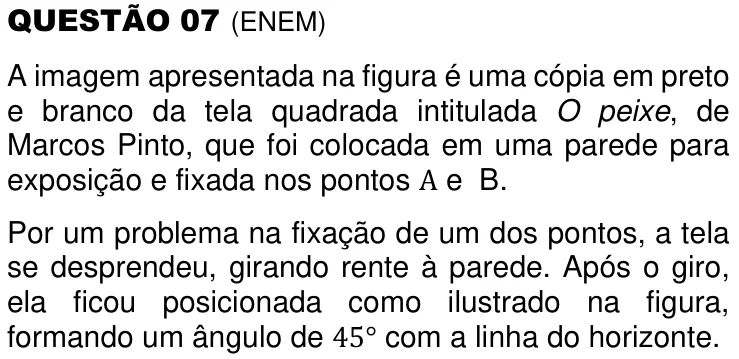 QUESTÃO 07 (ENEM)
A imagem apresentada na figura é uma cópia em preto
e branco da tela quadrada intitulada O peixe, de
Marcos Pinto, que foi colocada em uma parede para
exposição e fixada nos pontos A e B.
Por um problema na fixação de um dos pontos, a tela
se desprendeu, girando rente à parede. Após o giro,
ela ficou posicionada como ilustrado na figura,
formando um ângulo de 45° com a linha do horizonte.